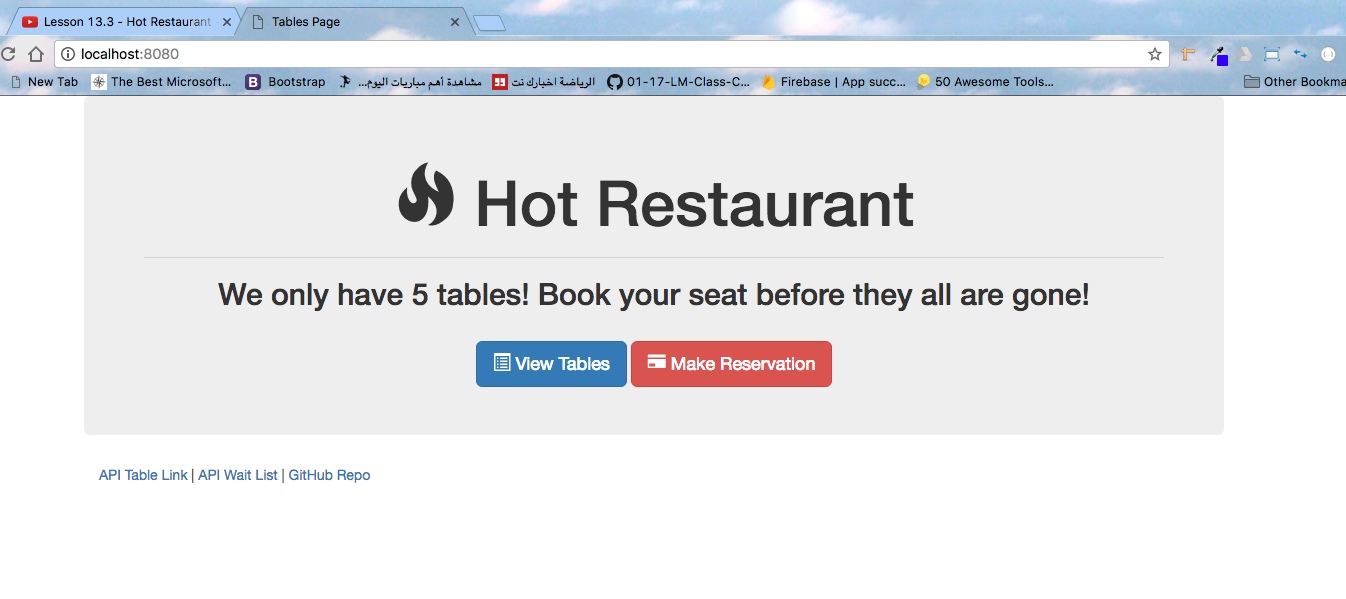 Lesson 13.3 - Hot Restaurant
Tables Page
localhost:8080
New Tab
The Best Microsoft...
Bootstrap
مشاهدة أهم مباريات اليوم...
الرياضة اخبارك نت
01-17-LM-Class-C...
Firebase | App succ...
50 Awesome Tools...
Other Bookma
Hot Restaurant
We only have 5 tables! Book your seat before they all are gone!
View Tables
Make Reservation
API Table Link | API Wait List | GitHub Repo